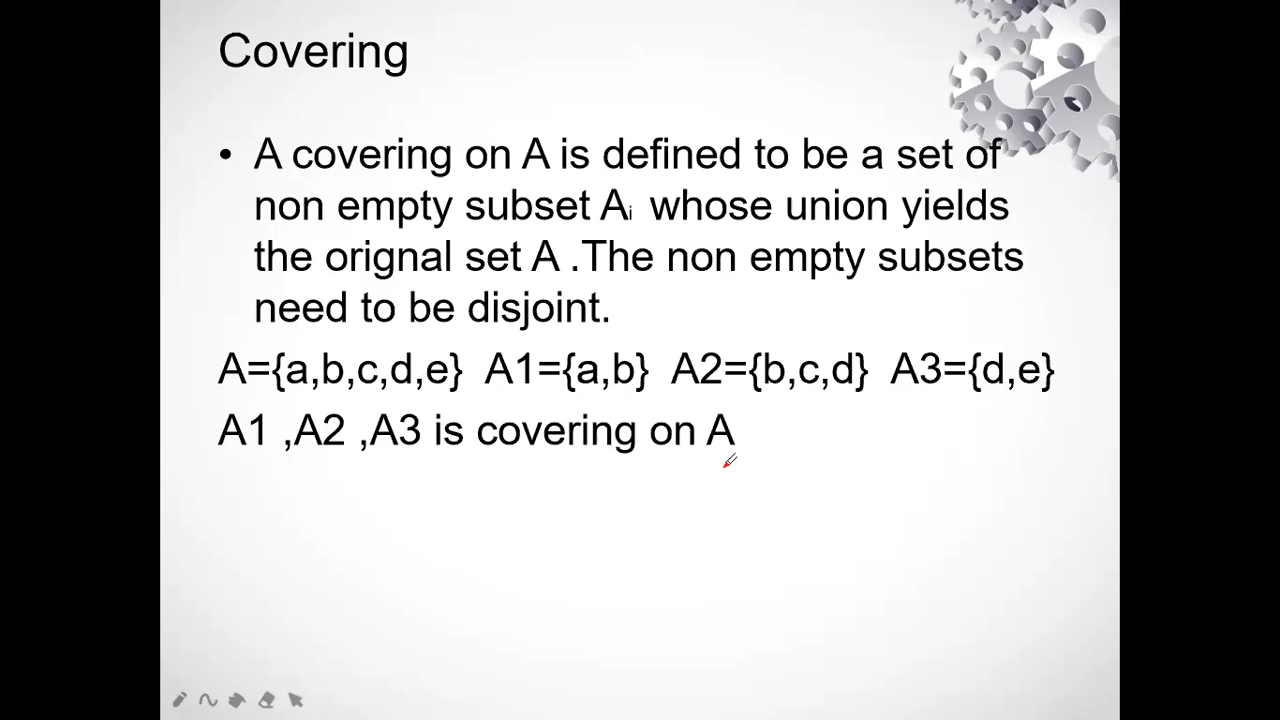 Covering
• A covering on A is defined to be a set of
non empty subset Ai whose union yields
the orignal set A .The non empty subsets
need to be disjoint.
A={a,b,c,d,e} A1={a,b} A2={b,c,d} A3={d,e}
A1 ,A2 ,A3 is covering on A